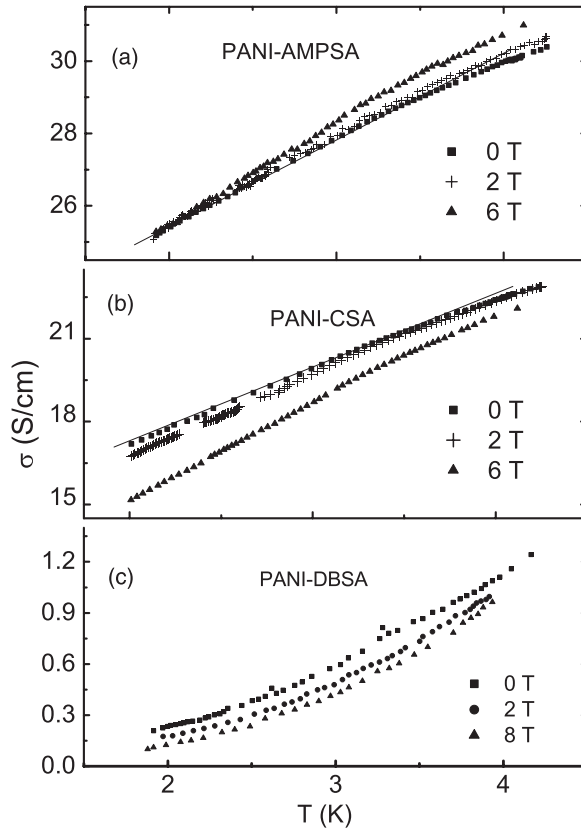 (a) PANI-AMPSA
30
28
26
0 T
2 T
6 T
(b) PANI-CSA
21
18
15
0 T
2 T
6 T
σ (S/cm)
(c) PANI-DBSA
1.2
0.9
0.6
0.3
0.0
0 T
2 T
8 T
2 3 4
T (K)